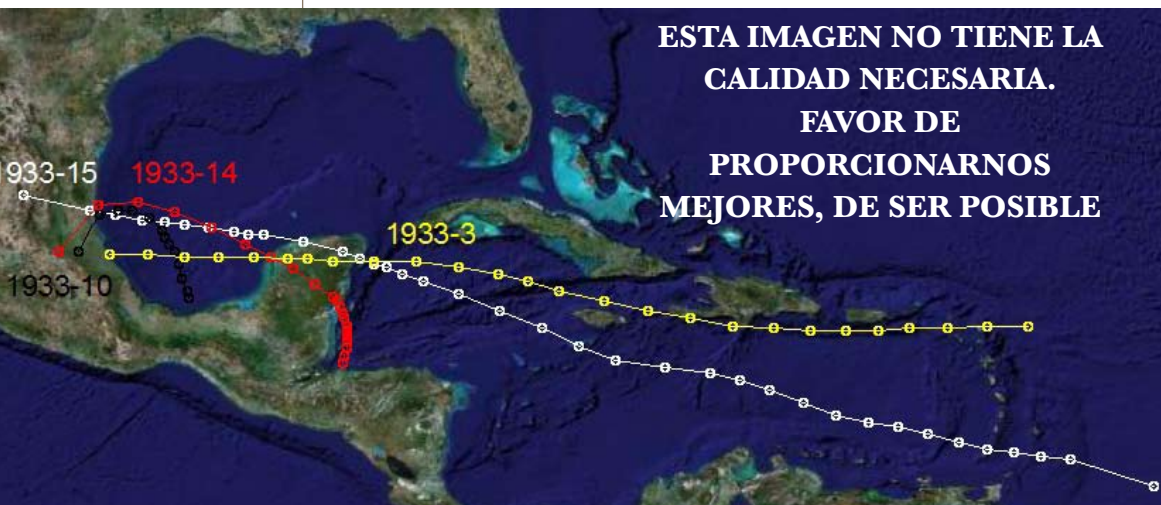 ESTA IMAGEN NO TIENE LA
CALIDAD NECESARIA.
FAVOR DE
PROPORCIONARNOS
MEJORES, DE SER POSIBLE
1933-15
1933-14
1933-3
1933-10